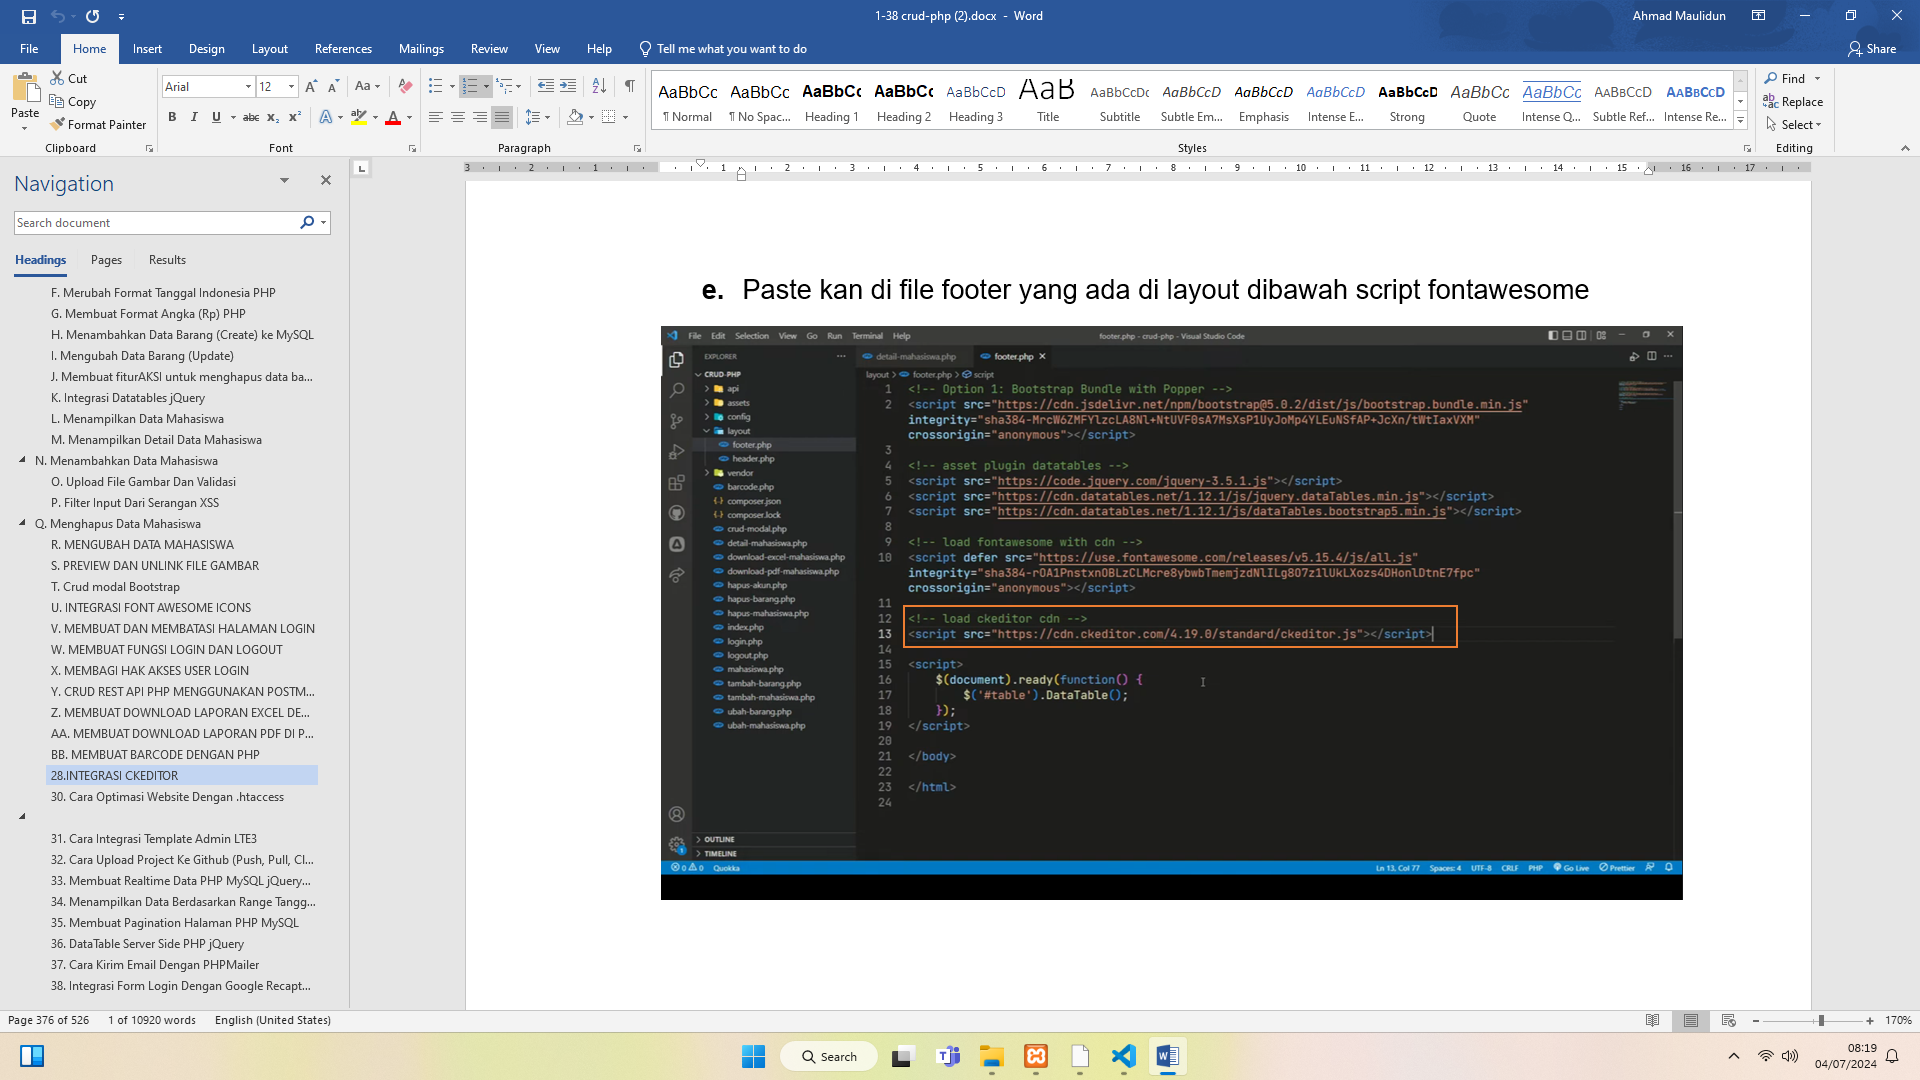 1-38 crud-php (2).docx - Word
Ahmad Maulidun
File Home Insert Design Layout References Mailings Review View Help Tell me what you want to do Share
Paste
Cut
Copy
Format Painter
Clipboard
Arial 12
Font
Paragraph
AaBbCc AaBbCc AaBbCc AaBbCc AaBbCcD AaB AaBbCcDc AaBbCcD AaBbCcD AaBbCcD AaBbCcD AaBbCc AaBbCc AaBbCcD AaBbCcD
¶ Normal ¶ No Spac... Heading 1 Heading 2 Heading 3 Title Subtitle Subtle Em... Emphasis Intense E... Strong Quote Intense Q... Subtle Ref... Intense Re...
Styles
Find
Replace
Select
Editing
Navigation
Search document
Headings Pages Results
F. Merubah Format Tanggal Indonesia PHP
G. Membuat Format Angka (Rp) PHP
H. Menambahkan Data Barang (Create) ke MySQL
I. Mengubah Data Barang (Update)
J. Membuat fiturAKSI untuk menghapus data ba...
K. Integrasi Datatables jQuery
L. Menampilkan Data Mahasiswa
M. Menampilkan Detail Data Mahasiswa
N. Menambahkan Data Mahasiswa
O. Upload File Gambar Dan Validasi
P. Filter Input Dari Serangan XSS
Q. Menghapus Data Mahasiswa
R. MENGUBAH DATA MAHASISWA
S. PREVIEW DAN UNLINK FILE GAMBAR
T. Crud modal Bootstrap
U. INTEGRASI FONT AWESOME ICONS
V. MEMBUAT DAN MEMBATASI HALAMAN LOGIN
W. MEMBUAT FUNGSI LOGIN DAN LOGOUT
X. MEMBAGI HAK AKSES USER LOGIN
Y. CRUD REST API PHP MENGGUNAKAN POSTM...
Z. MEMBUAT DOWNLOAD LAPORAN EXCEL DE...
AA. MEMBUAT DOWNLOAD LAPORAN PDF DI P...
BB. MEMBUAT BARCODE DENGAN PHP
28.INTEGRASI CKEDITOR
30. Cara Optimasi Website Dengan .htaccess
31. Cara Integrasi Template Admin LTE3
32. Cara Upload Project Ke Github (Push, Pull, Cl...
33. Membuat Realtime Data PHP MySQL jQuery...
34. Menampilkan Data Berdasarkan Range Tangg...
35. Membuat Pagination Halaman PHP MySQL
36. DataTable Server Side PHP jQuery
37. Cara Kirim Email Dengan PHPMailer
38. Integrasi Form Login Dengan Google Recapt...
3 2 1 1 2 3 4 5 6 7 8 9 10 11 12 13 14 15 16 17
e. Paste kan di file footer yang ada di layout dibawah script fontawesome
File Edit Selection View Go Run Terminal Help
footer.php - crud-php - Visual Studio Code
EXPLORER
CRUD-PHP
api
assets
config
layout
footer.php
header.php
vendor
barcode.php
composer.json
composer.lock
crud-modal.php
detail-mahasiswa.php
download-excel-mahasiswa.php
download-pdf-mahasiswa.php
hapus-akun.php
hapus-barang.php
hapus-mahasiswa.php
index.php
login.php
logout.php
mahasiswa.php
tambah-barang.php
tambah-mahasiswa.php
ubah-barang.php
ubah-mahasiswa.php
OUTLINE
TIMELINE
detail-mahasiswa.php footer.php
layout > footer.php > script
1 <!-- Option 1: Bootstrap Bundle with Popper -->
2 <script src="https://cdn.jsdelivr.net/npm/bootstrap@5.0.2/dist/js/bootstrap.bundle.min.js"
integrity="sha384-MrcW6ZMFYlzcLA8Nl+NtUVF0sA7MsXsP1UyJoMp4YLEuNSfAP+JcXn/tWtIaxVXM"
crossorigin="anonymous"></script>
3
4 <!-- asset plugin datatables -->
5 <script src="https://code.jquery.com/jquery-3.5.1.js"></script>
6 <script src="https://cdn.datatables.net/1.12.1/js/jquery.dataTables.min.js"></script>
7 <script src="https://cdn.datatables.net/1.12.1/js/dataTables.bootstrap5.min.js"></script>
8
9 <!-- load fontawesome with cdn -->
10 <script defer src="https://use.fontawesome.com/releases/v5.15.4/js/all.js"
integrity="sha384-rOA1PnstxnOBLzCLMcre8ybwbTmemjzdNlILg8O7z1lUkLXozs4DHonlDtnE7fpc"
crossorigin="anonymous"></script>
11
12 <!-- load ckeditor cdn -->
13 <script src="https://cdn.ckeditor.com/4.19.0/standard/ckeditor.js"></script>
14
15 <script>
16 $(document).ready(function() {
17 $('#table').DataTable();
18 });
19 </script>
20
21 </body>
22
23 </html>
24
0 0 Quokka
Ln 13, Col 77 Spaces: 4 UTF-8 CRLF PHP Go Live Prettier
Page 376 of 526 1 of 10920 words English (United States)
170%
Search
08:19
04/07/2024